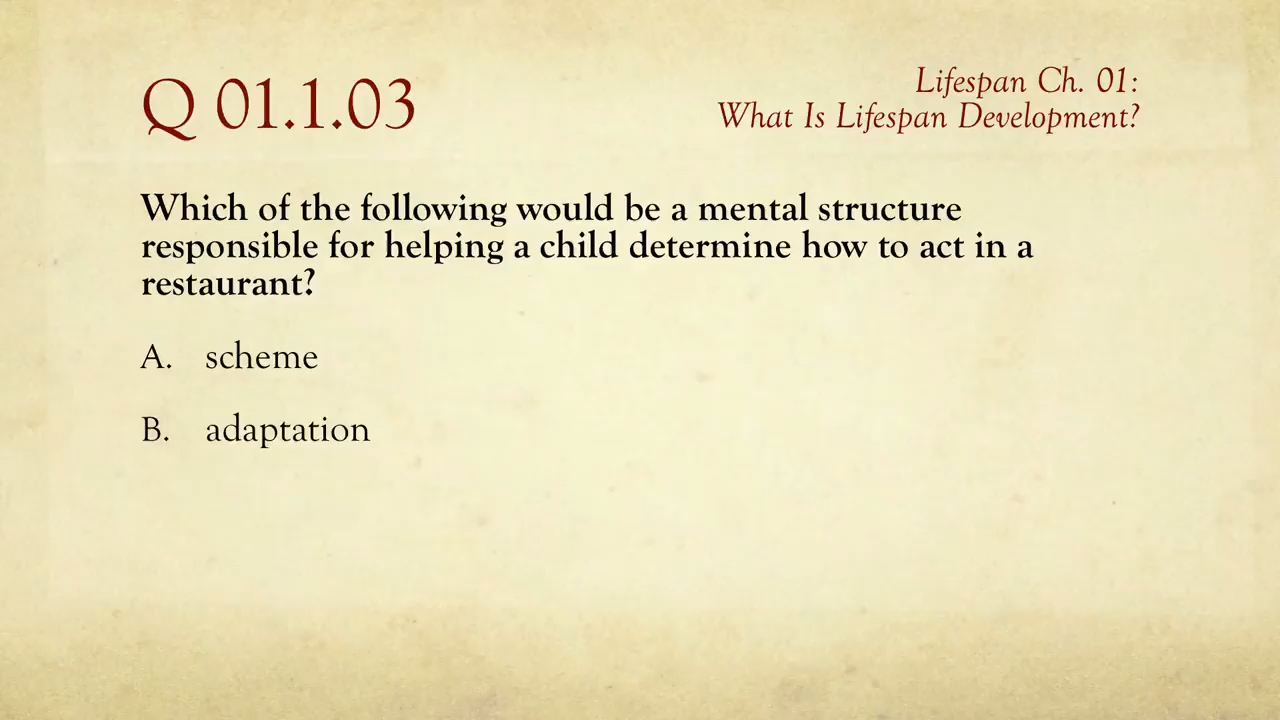 Q 01.1.03
Lifespan Ch. 01:
What Is Lifespan Development?
Which of the following would be a mental structure
responsible for helping a child determine how to act in a
restaurant?
A. scheme
B. adaptation